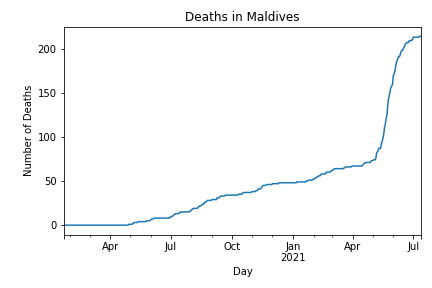 Deaths in Maldives
Number of Deaths
200
150
100
50
0
Apr
Jul
Oct
Jan
2021
Apr
Jul
Day